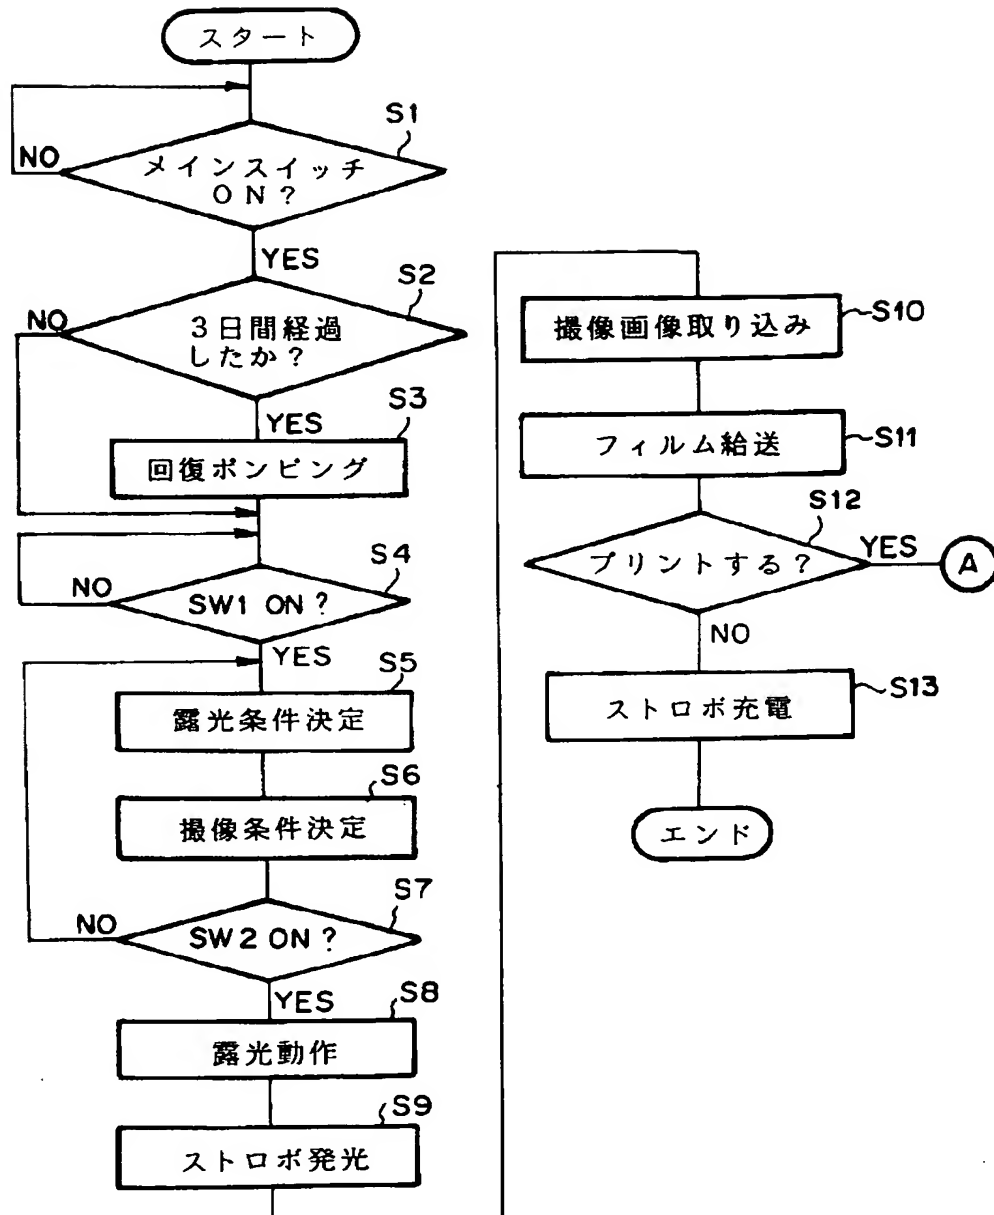 スタート
S1
NO
メインスイッチ
ON?
YES
S2
NO
3日間経過
したか?
YES
S3
回復ポンピング
S4
NO
SW1 ON?
YES
S5
露光条件決定
S6
撮像条件決定
S7
NO
SW2 ON?
YES
S8
露光動作
S9
ストロボ発光
撮像画像取り込み
S10
フィルム給送
S11
S12
プリントする?
YES
A
NO
S13
ストロボ充電
エンド